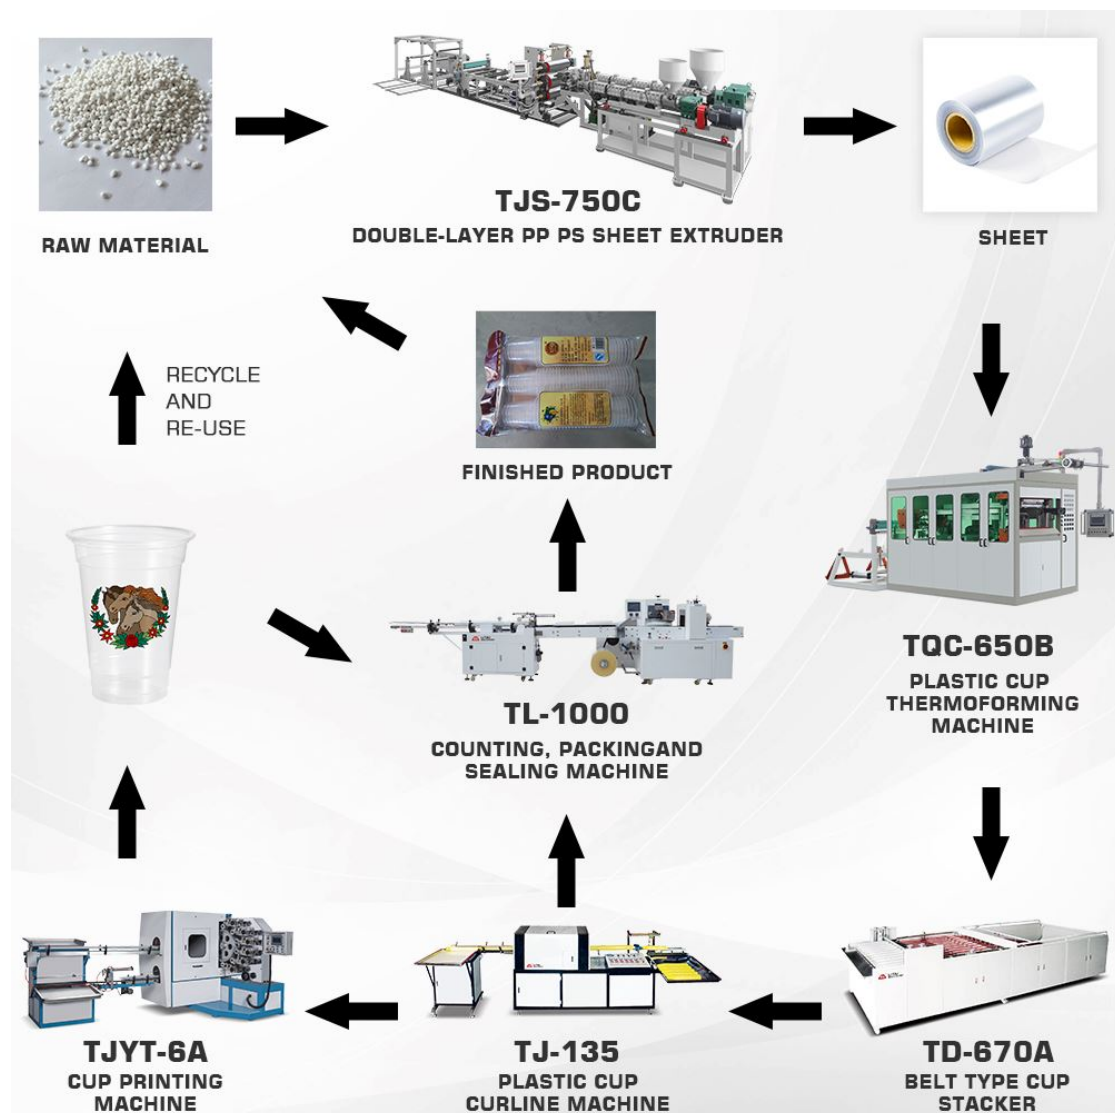 TJS-750C
RAW MATERIAL
DOUBLE-LAYER PP PS SHEET EXTRUDER
SHEET
RECYCLE
AND
RE-USE
FINISHED PRODUCT
TQC-650B
PLASTIC CUP
THERMOFORMING
MACHINE
TL-1000
COUNTING, PACKINGAND
SEALING MACHINE
TJYT-6A
CUP PRINTING
MACHINE
TJ-135
PLASTIC CUP
CURLINE MACHINE
TD-670A
BELT TYPE CUP
STACKER